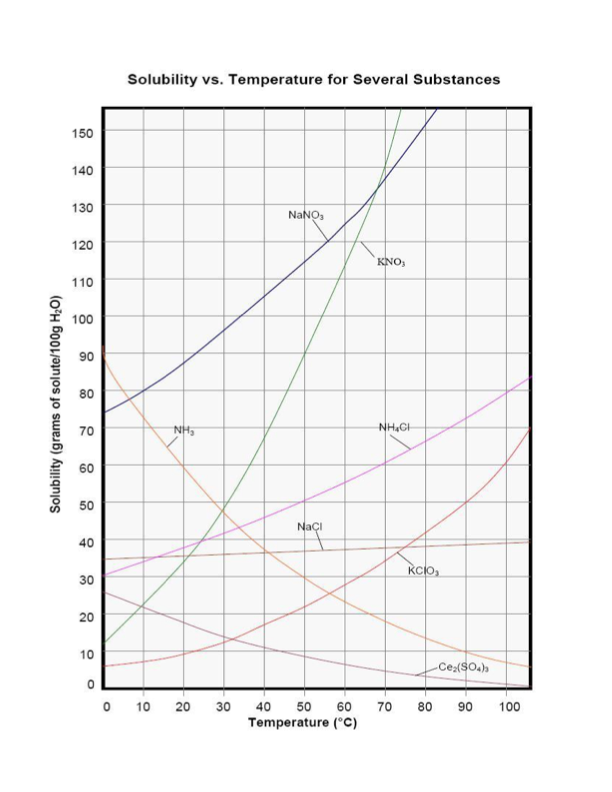 Solubility vs. Temperature for Several Substances
Solubility (grams of solute/100g H₂O)
150
140
130
120
110
100
90
80
70
60
50
40
30
20
10
0
NaNO₃
KNO₃
NH₃
NH₄Cl
NaCl
KClO₃
Ce₂(SO₄)₃
0 10 20 30 40 50 60 70 80 90 100
Temperature (°C)